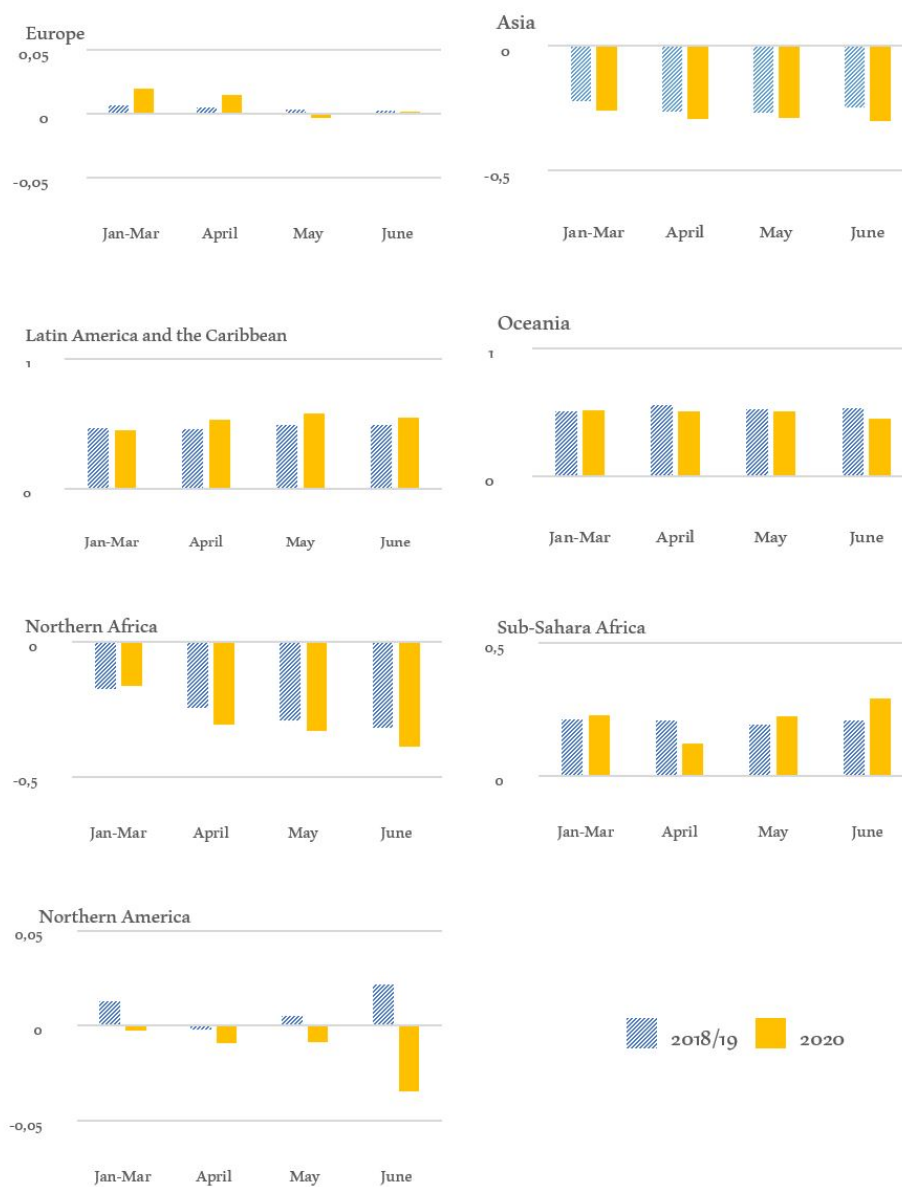 Europe
0,05
0
-0,05
Jan-Mar April May June
Asia
0
-0,5
Jan-Mar April May June
Latin America and the Caribbean
1
0
Jan-Mar April May June
Oceania
1
0
Jan-Mar April May June
Northern Africa
0
-0,5
Jan-Mar April May June
Sub-Sahara Africa
0,5
0
Jan-Mar April May June
Northern America
0,05
0
-0,05
Jan-Mar April May June
2018/19 2020